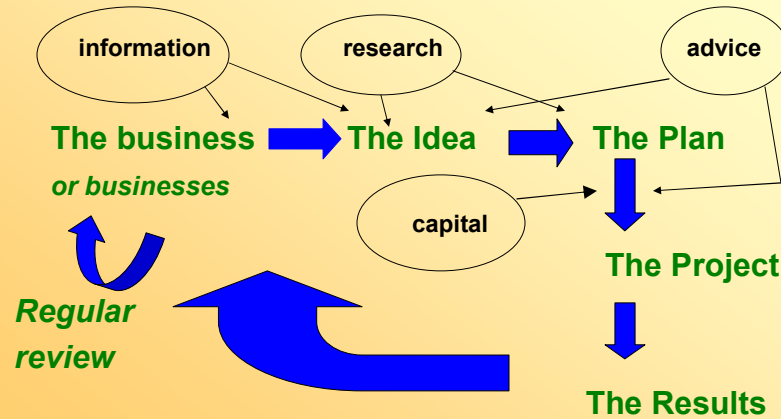 information research advice
The business The Idea The Plan
or businesses
capital
The Project
Regular
review
The Results